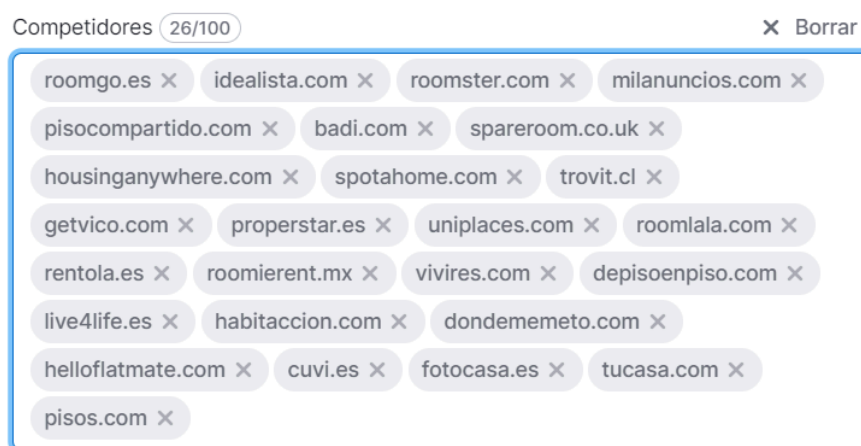 Competidores 26/100 × Borrar
roomgo.es × idealista.com × roomster.com × milanuncios.com ×
pisocompartido.com × badi.com × spareroom.co.uk ×
housinganywhere.com × spotahome.com × trovit.cl ×
getvico.com × properstar.es × uniplaces.com × roomlala.com ×
rentola.es × roomierent.mx × vivires.com × depisoenpiso.com ×
live4life.es × habitaccion.com × dondememeto.com ×
helloflatmate.com × cuvi.es × fotocasa.es × tucasa.com ×
pisos.com ×